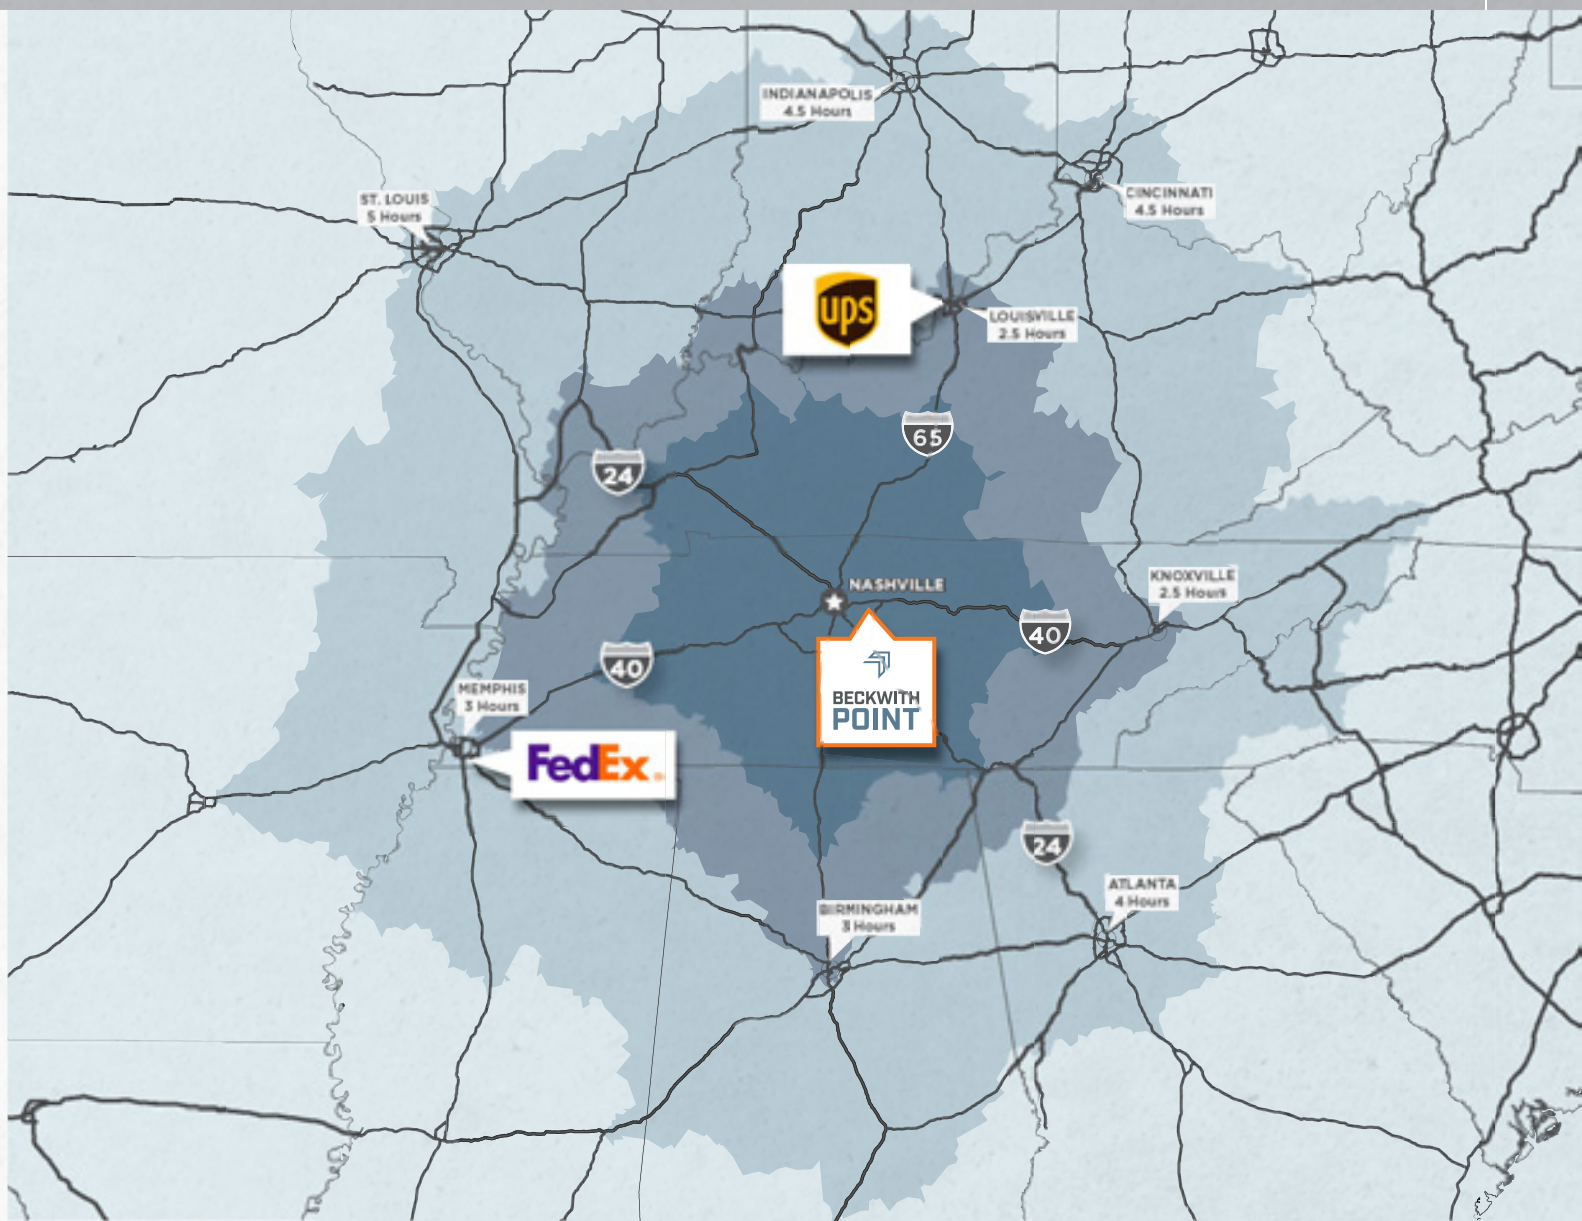 INDIANAPOLIS
4.5 Hours
ST. LOUIS
5 Hours
CINCINNATI
4.5 Hours
ups
LOUISVILLE
2.5 Hours
65
24
NASHVILLE
KNOXVILLE
2.5 Hours
40
40
BECKWITH
POINT
MEMPHIS
3 Hours
FedEx®
24
ATLANTA
4 Hours
BIRMINGHAM
3 Hours